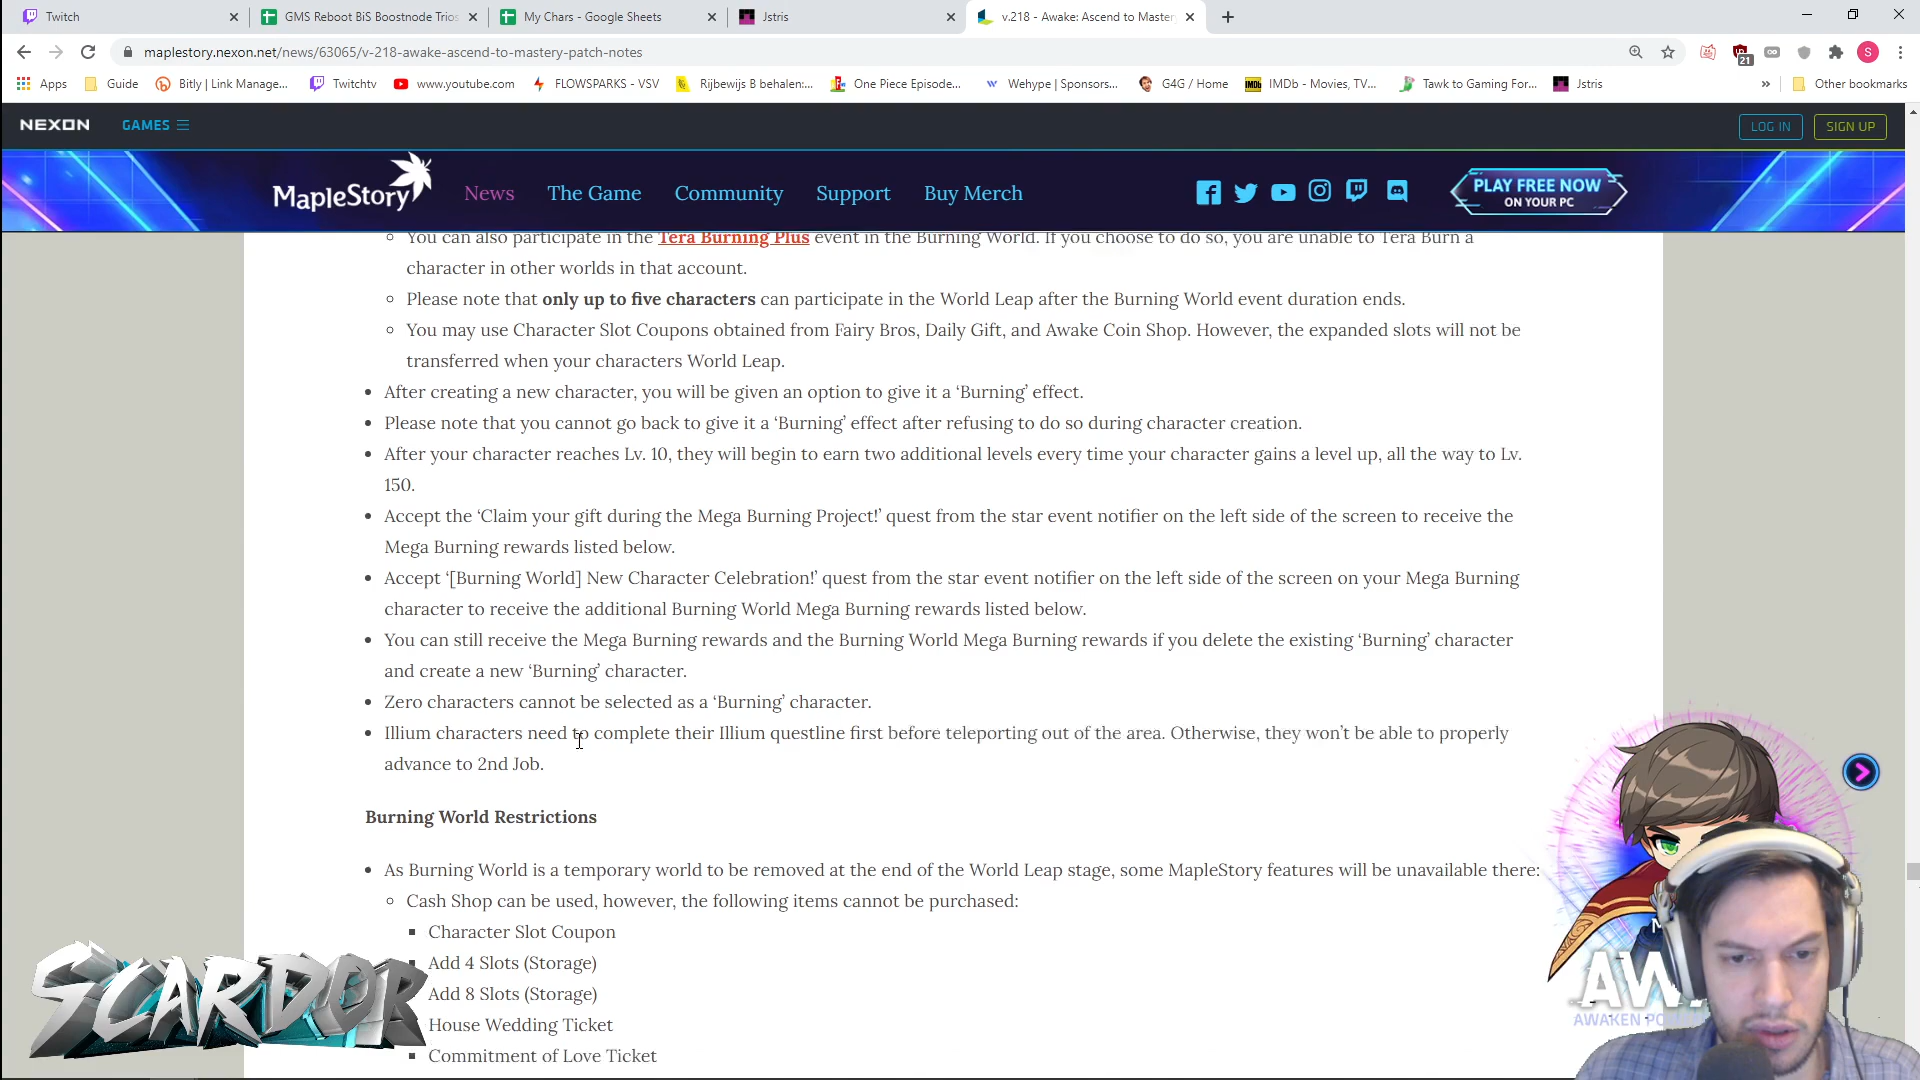 Twitch
GMS Reboot BiS Boostnode Trios
My Chars - Google Sheets
Jstris
v.218 - Awake: Ascend to Master
maplestory.nexon.net/news/63065/v-218-awake-ascend-to-mastery-patch-notes
21
S
Apps
Guide
Bitly | Link Manage...
Twitchtv
www.youtube.com
FLOWSPARKS - VSV
Rijbewijs B behalen:...
One Piece Episode...
Wehype | Sponsors...
G4G / Home
IMDb
IMDb - Movies, TV...
Tawk to Gaming For...
Jstris
»
Other bookmarks
NEXON
GAMES
LOG IN
SIGN UP
MapleStory
News
The Game
Community
Support
Buy Merch
PLAY FREE NOW
ON YOUR PC
You can also participate in the Tera Burning Plus event in the Burning World. If you choose to do so, you are unable to Tera Burn a
character in other worlds in that account.
Please note that only up to five characters can participate in the World Leap after the Burning World event duration ends.
You may use Character Slot Coupons obtained from Fairy Bros, Daily Gift, and Awake Coin Shop. However, the expanded slots will not be
transferred when your characters World Leap.
After creating a new character, you will be given an option to give it a ‘Burning’ effect.
Please note that you cannot go back to give it a ‘Burning’ effect after refusing to do so during character creation.
After your character reaches Lv. 10, they will begin to earn two additional levels every time your character gains a level up, all the way to Lv.
150.
Accept the ‘Claim your gift during the Mega Burning Project!’ quest from the star event notifier on the left side of the screen to receive the
Mega Burning rewards listed below.
Accept ‘[Burning World] New Character Celebration!’ quest from the star event notifier on the left side of the screen on your Mega Burning
character to receive the additional Burning World Mega Burning rewards listed below.
You can still receive the Mega Burning rewards and the Burning World Mega Burning rewards if you delete the existing ‘Burning’ character
and create a new ‘Burning’ character.
Zero characters cannot be selected as a ‘Burning’ character.
Illium characters need to complete their Illium questline first before teleporting out of the area. Otherwise, they won’t be able to properly
advance to 2nd Job.
Burning World Restrictions
As Burning World is a temporary world to be removed at the end of the World Leap stage, some MapleStory features will be unavailable there:
Cash Shop can be used, however, the following items cannot be purchased:
Character Slot Coupon
Add 4 Slots (Storage)
Add 8 Slots (Storage)
House Wedding Ticket
Commitment of Love Ticket
SCARDOR
AW
AWAKEN PO